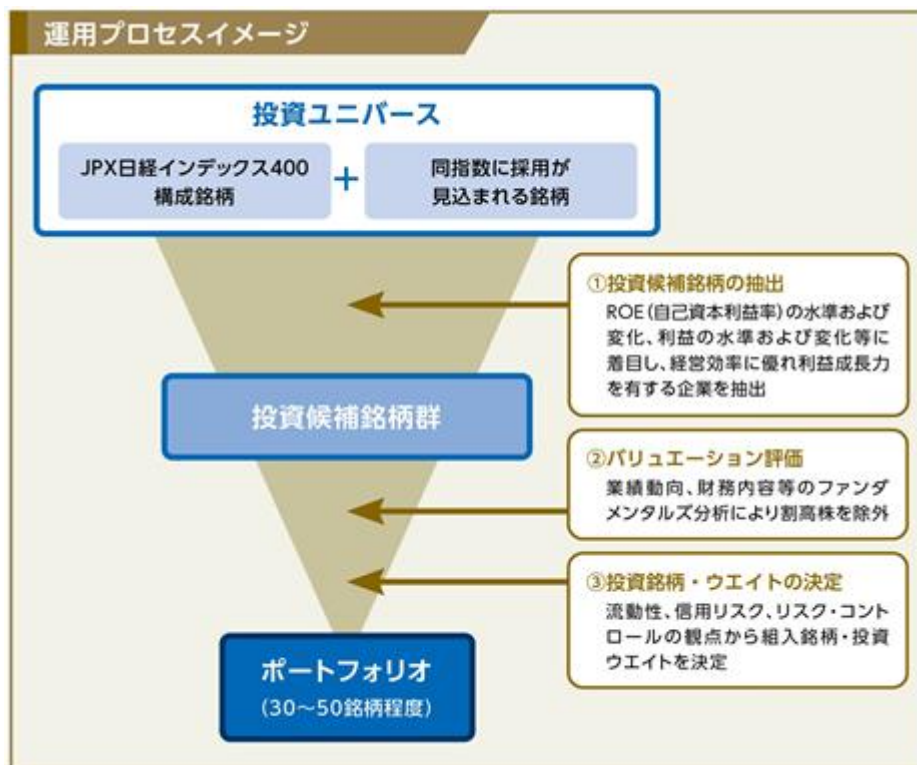 運用プロセスイメージ
投資ユニバース
JPX日経インデックス400
構成銘柄
+
同指数に採用が
見込まれる銘柄
①投資候補銘柄の抽出
ROE(自己資本利益率)の水準および
変化、利益の水準および変化等に
着目し、経営効率に優れ利益成長力
を有する企業を抽出
投資候補銘柄群
②バリュエーション評価
業績動向、財務内容等のファンダ
メンタルズ分析により割高株を除外
③投資銘柄・ウエイトの決定
流動性、信用リスク、リスク・コント
ロールの観点から組入銘柄・投資
ウエイトを決定
ポートフォリオ
(30～50銘柄程度)